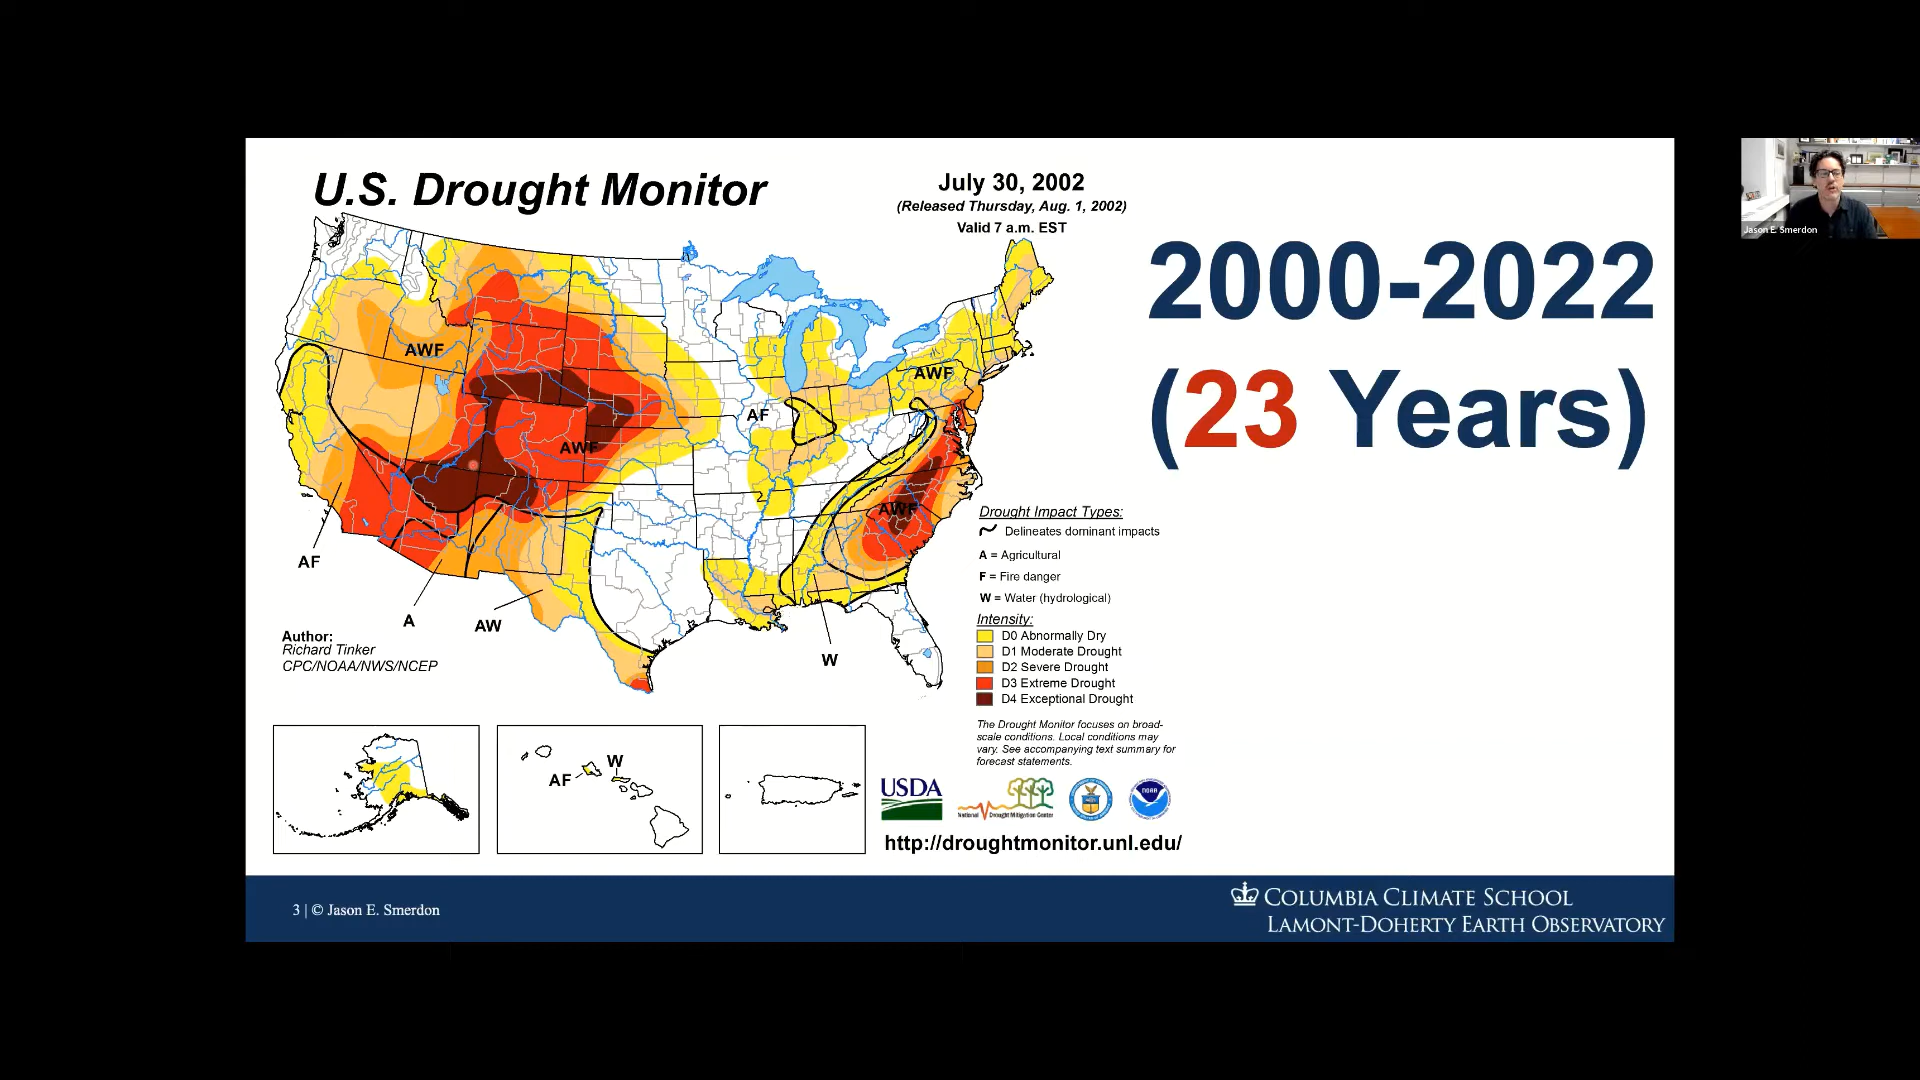 U.S. Drought Monitor
July 30, 2002
(Released Thursday, Aug. 1, 2002)
Valid 7 a.m. EST
Jason E. Smerdon
2000-2022
(23 Years)
AWF
AWF
AF
AWF
AWF
AF
A
AW
W
Drought Impact Types:
Delineates dominant impacts
A = Agricultural
F = Fire danger
W = Water (hydrological)
Intensity:
D0 Abnormally Dry
D1 Moderate Drought
D2 Severe Drought
D3 Extreme Drought
D4 Exceptional Drought
Author:
Richard Tinker
CPC/NOAA/NWS/NCEP
The Drought Monitor focuses on broad-
scale conditions. Local conditions may
vary. See accompanying text summary for
forecast statements.
AF
W
USDA
National Drought Mitigation Center
NOAA
http://droughtmonitor.unl.edu/
3 | © Jason E. Smerdon
COLUMBIA CLIMATE SCHOOL
LAMONT-DOHERTY EARTH OBSERVATORY